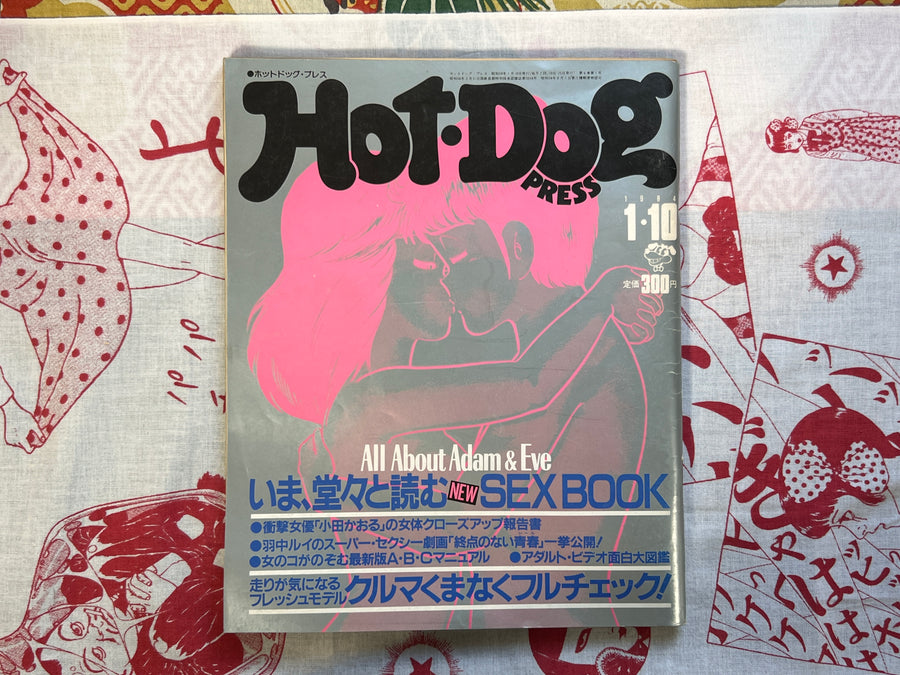 ●ホットドッグ・プレス
Hot・Dog
PRESS
1984
1・10
定価300円
All About Adam & Eve
いま、堂々と読むNEW SEX BOOK
●衝撃女優「小田かおる」の女体クローズアップ報告書
●羽中ルイのスーパー・セクシー劇画「終点のない青春」一挙公開!
●女のコがのぞむ最新版A・B・Cマニュアル ●アダルト・ビデオ面白大図鑑
走りが気になる
フレッシュモデル クルマくまなくフルチェック!